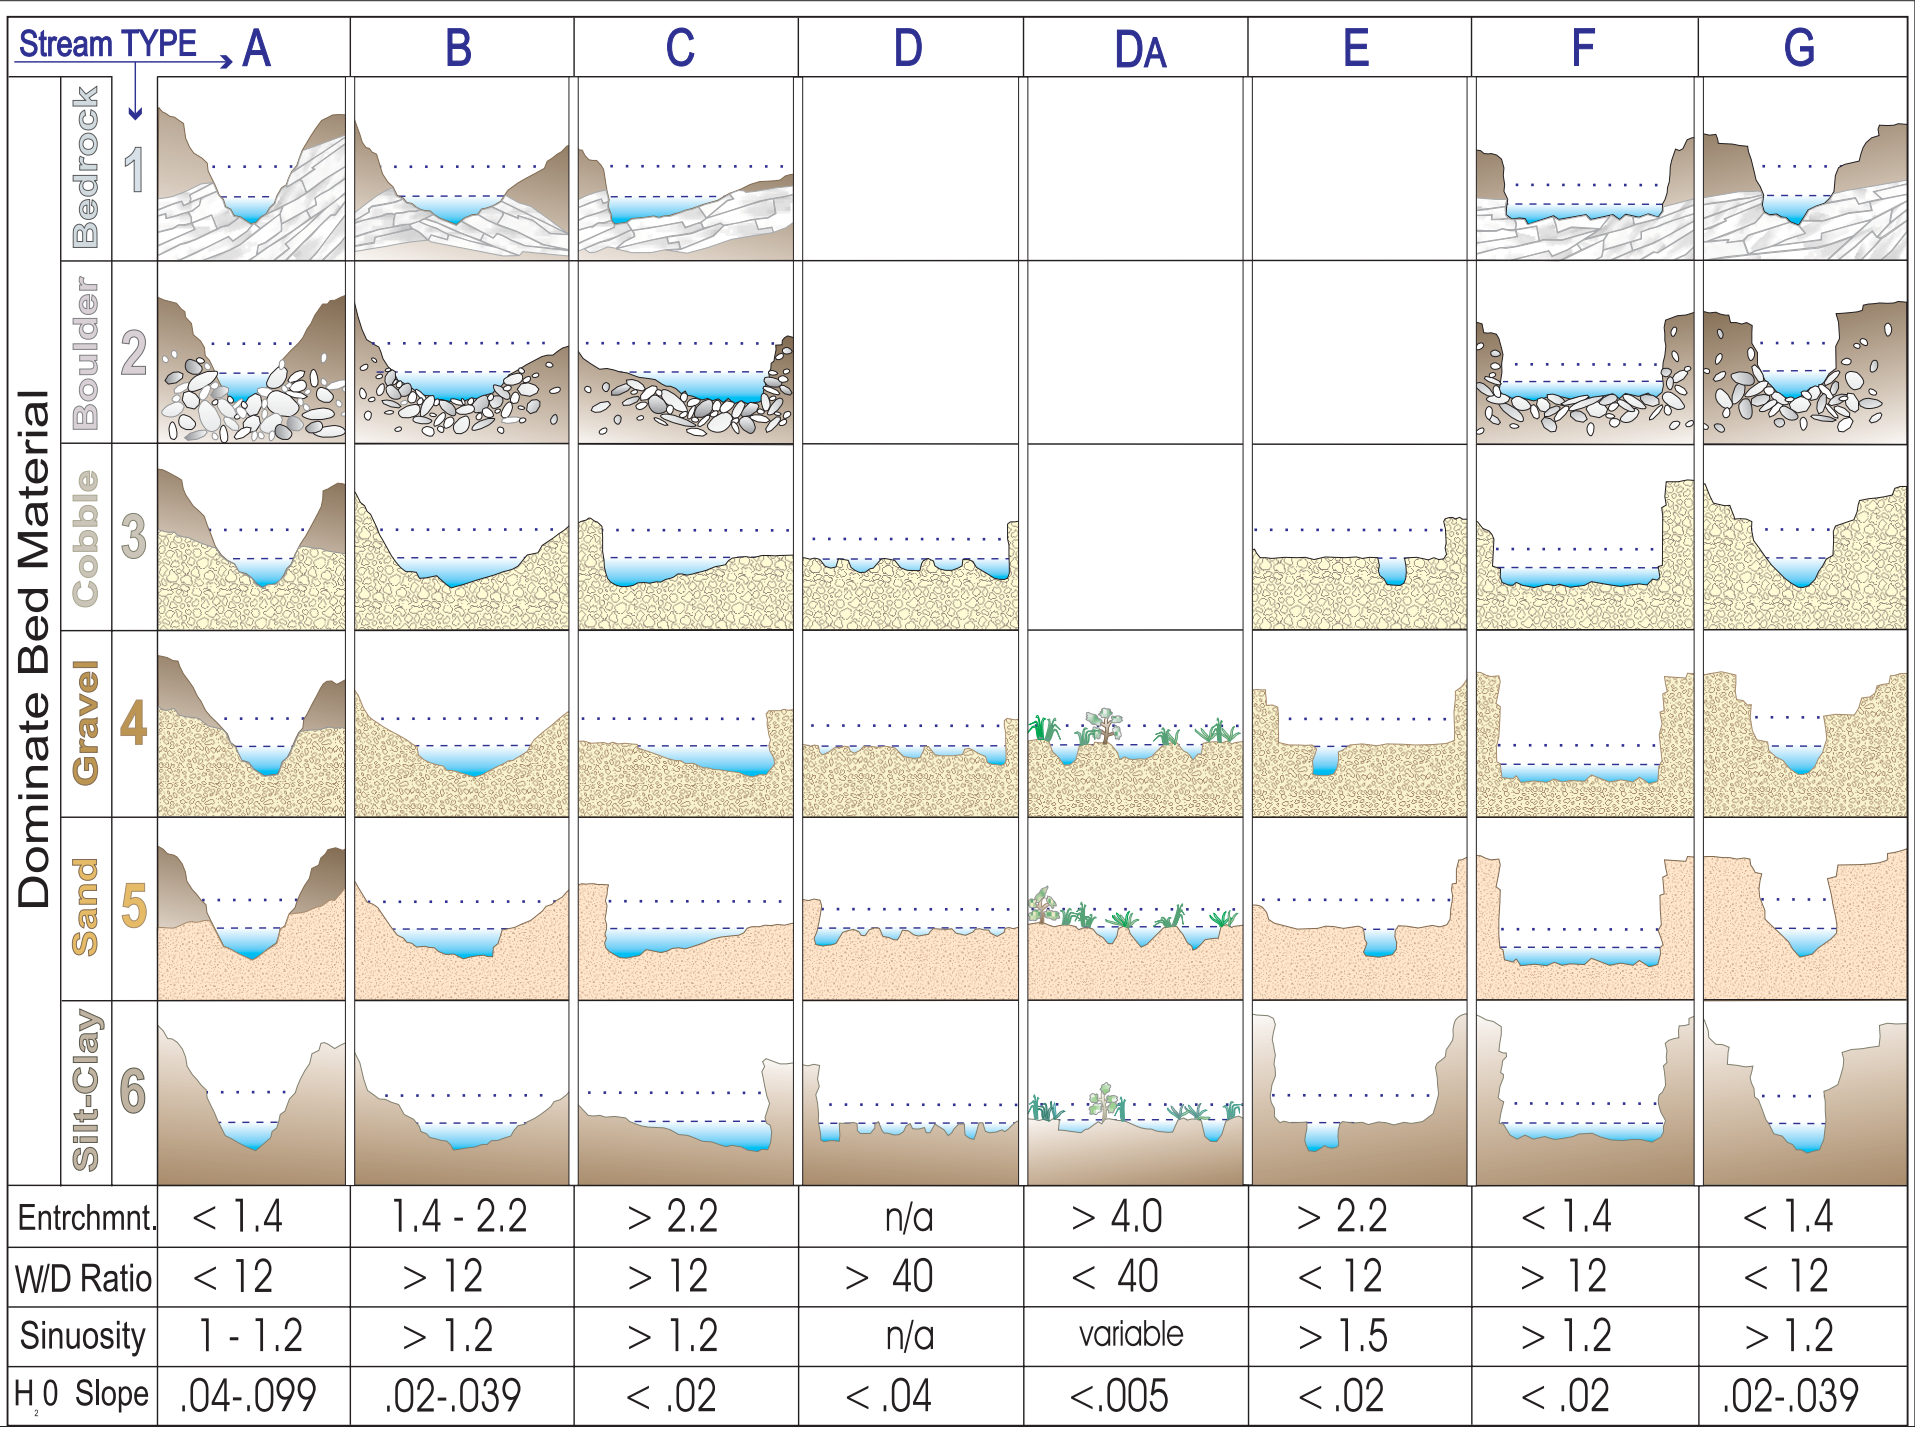 Stream TYPE A B C D DA E F G
Dominate Bed Material
Bedrock 1
Boulder 2
Cobble 3
Gravel 4
Sand 5
Silt-Clay 6
Entrchmnt. < 1.4 1.4 - 2.2 > 2.2 n/a > 4.0 > 2.2 < 1.4 < 1.4
W/D Ratio < 12 > 12 > 12 > 40 < 40 < 12 > 12 < 12
Sinuosity 1 - 1.2 > 1.2 > 1.2 n/a variable > 1.5 > 1.2 > 1.2
H₂0 Slope .04-.099 .02-.039 < .02 < .04 <.005 < .02 < .02 .02-.039